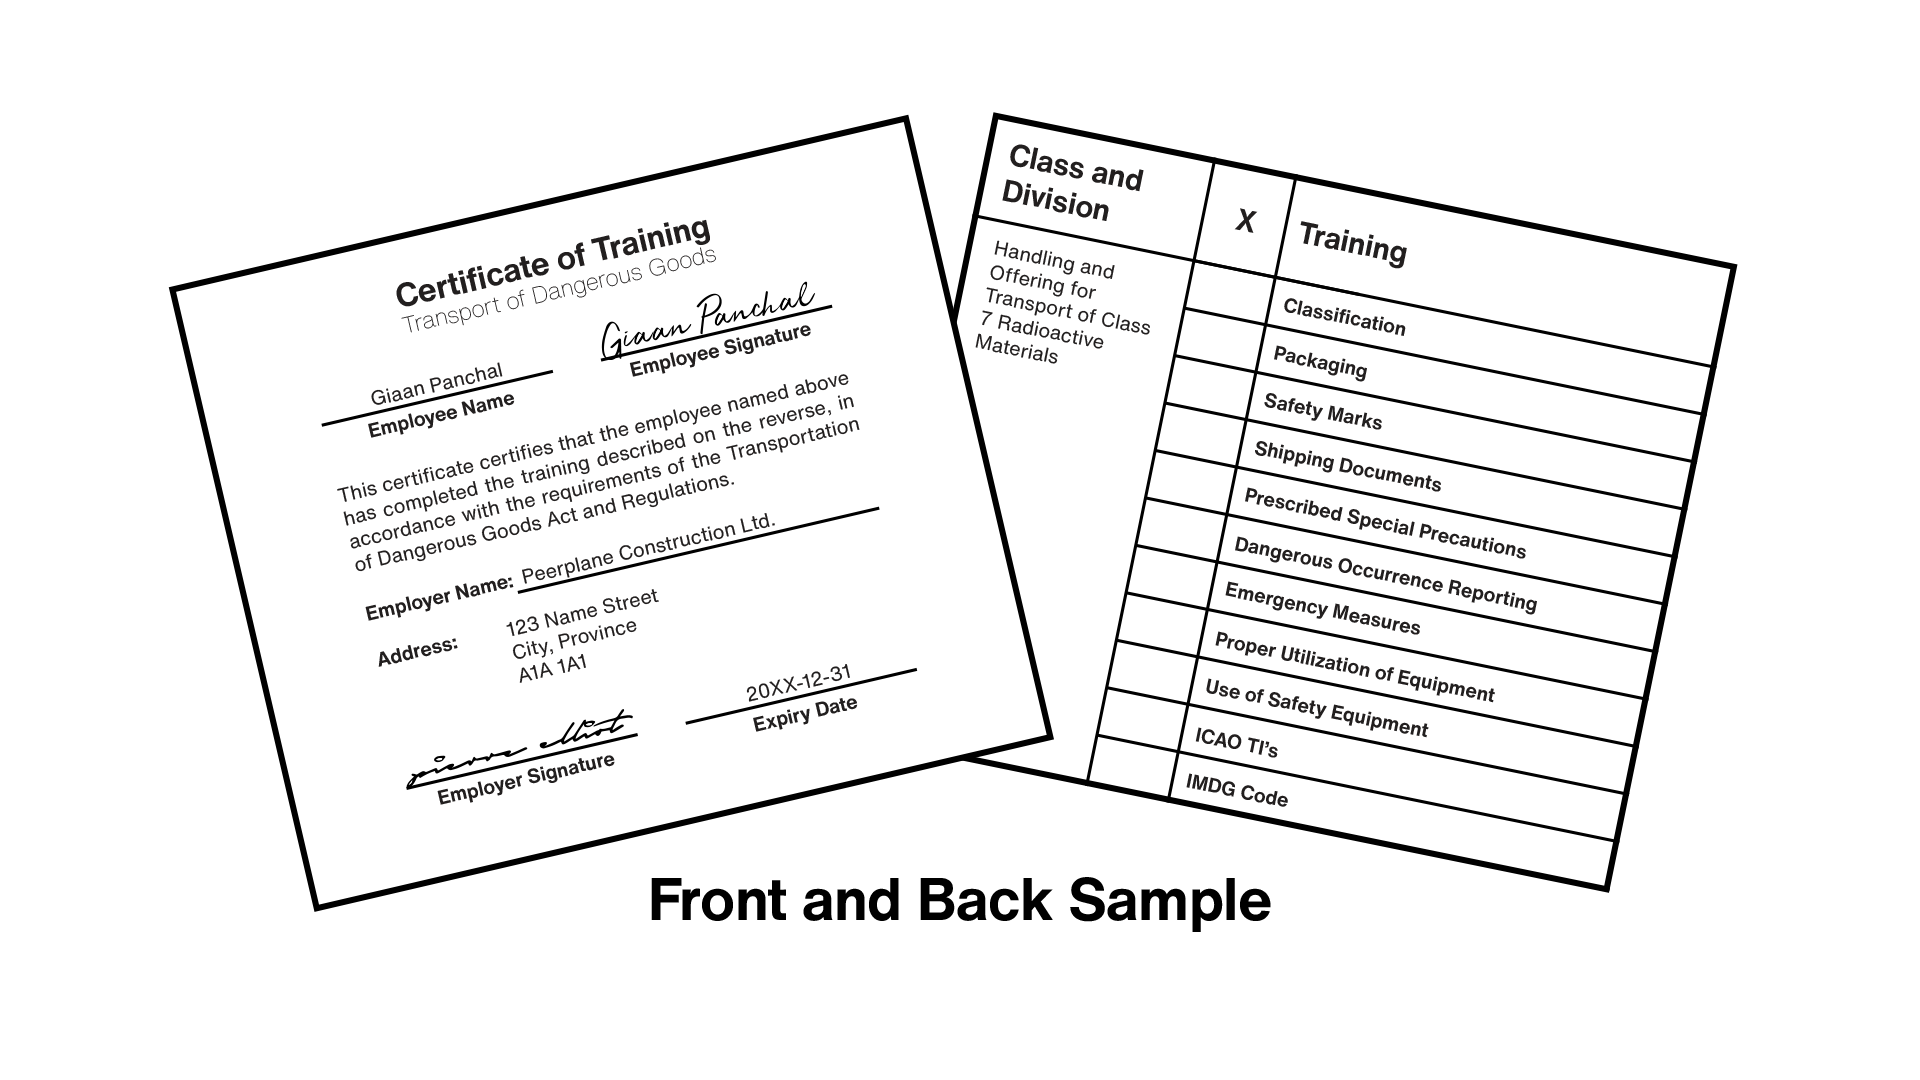 Certificate of Training
Transport of Dangerous Goods
Giaan Panchal
Employee Name
Giaan Panchal
Employee Signature
This certificate certifies that the employee named above
has completed the training described on the reverse, in
accordance with the requirements of the Transportation
of Dangerous Goods Act and Regulations.
Employer Name: Peerplane Construction Ltd.
Address: 123 Name Street
City, Province
A1A 1A1
pierre elliot
Employer Signature
20XX-12-31
Expiry Date
Class and
Division
X
Training
Handling and
Offering for
Transport of Class
7 Radioactive
Materials
Classification
Packaging
Safety Marks
Shipping Documents
Prescribed Special Precautions
Dangerous Occurrence Reporting
Emergency Measures
Proper Utilization of Equipment
Use of Safety Equipment
ICAO TI’s
IMDG Code
Front and Back Sample